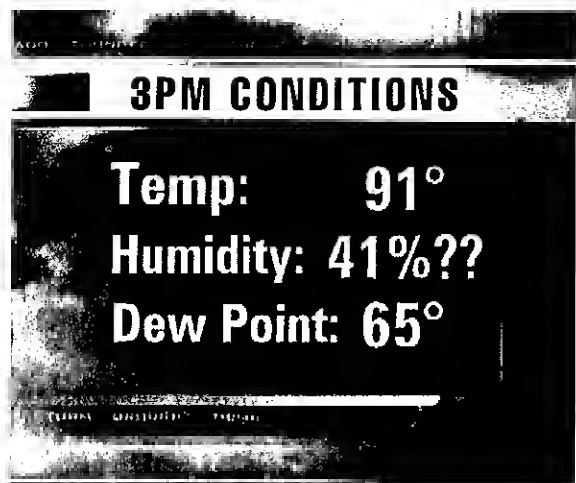 3PM CONDITIONS
Temp: 91°
Humidity: 41%??
Dew Point: 65°